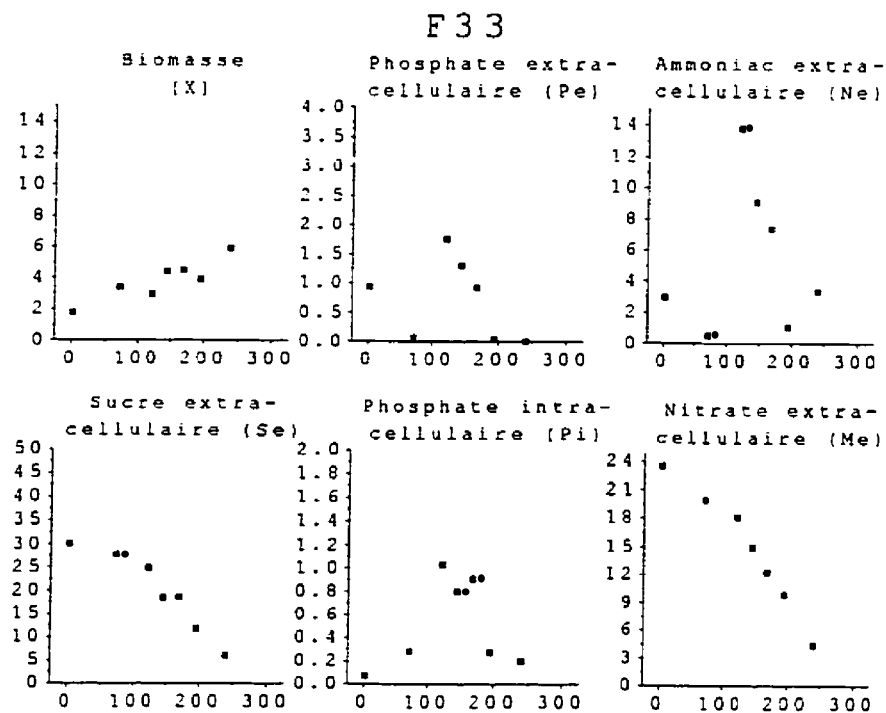 F33
Biomasse
(X)
14
12
10
8
6
4
2
0
0 100 200 300
Phosphate extra-
cellulaire (Pe)
4.0
3.5
3.0
2.5
2.0
1.5
1.0
0.5
0.0
0 100 200 300
Ammoniac extra-
cellulaire (Ne)
14
12
10
8
6
4
2
0
0 100 200 300
Sucre extra-
cellulaire (Se)
50
45
40
35
30
25
20
15
10
5
0
0 100 200 300
Phosphate intra-
cellulaire (Pi)
2.0
1.8
1.6
1.4
1.2
1.0
0.8
0.6
0.4
0.2
0.0
0 100 200 300
Nitrate extra-
cellulaire (Me)
24
21
18
15
12
9
6
3
0
0 100 200 300